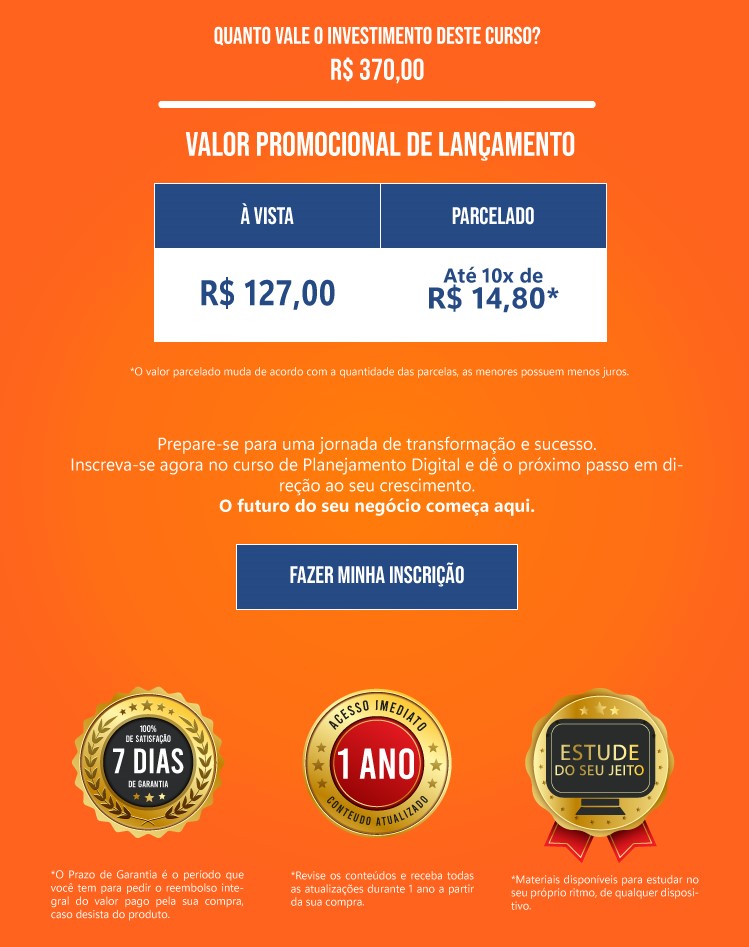 QUANTO VALE O INVESTIMENTO DESTE CURSO?
R$ 370,00
VALOR PROMOCIONAL DE LANÇAMENTO
À VISTA
PARCELADO
R$ 127,00
Até 10x de
R$ 14,80*
*O valor parcelado muda de acordo com a quantidade das parcelas, as menores possuem menos juros.
Prepare-se para uma jornada de transformação e sucesso.
Inscreva-se agora no curso de Planejamento Digital e dê o próximo passo em di-
reção ao seu crescimento.
O futuro do seu negócio começa aqui.
FAZER MINHA INSCRIÇÃO
100%
DE SATISFAÇÃO
7 DIAS
DE GARANTIA
ACESSO IMEDIATO
1 ANO
CONTEUDO ATUALIZADO
ESTUDE
DO SEU JEITO
*O Prazo de Garantia é o período que
você tem para pedir o reembolso inte-
gral do valor pago pela sua compra,
caso desista do produto.
*Revise os conteúdos e receba todas
as atualizações durante 1 ano a partir
da sua compra.
*Materiais disponíveis para estudar no
seu próprio ritmo, de qualquer disposi-
tivo.